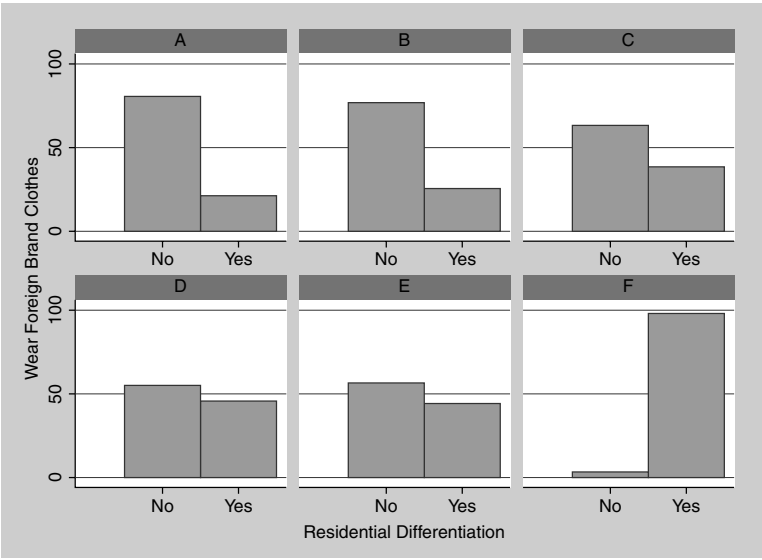 A B C
100
50
0
No Yes No Yes No Yes
D E F
100
50
0
No Yes No Yes No Yes
Wear Foreign Brand Clothes
Residential Differentiation